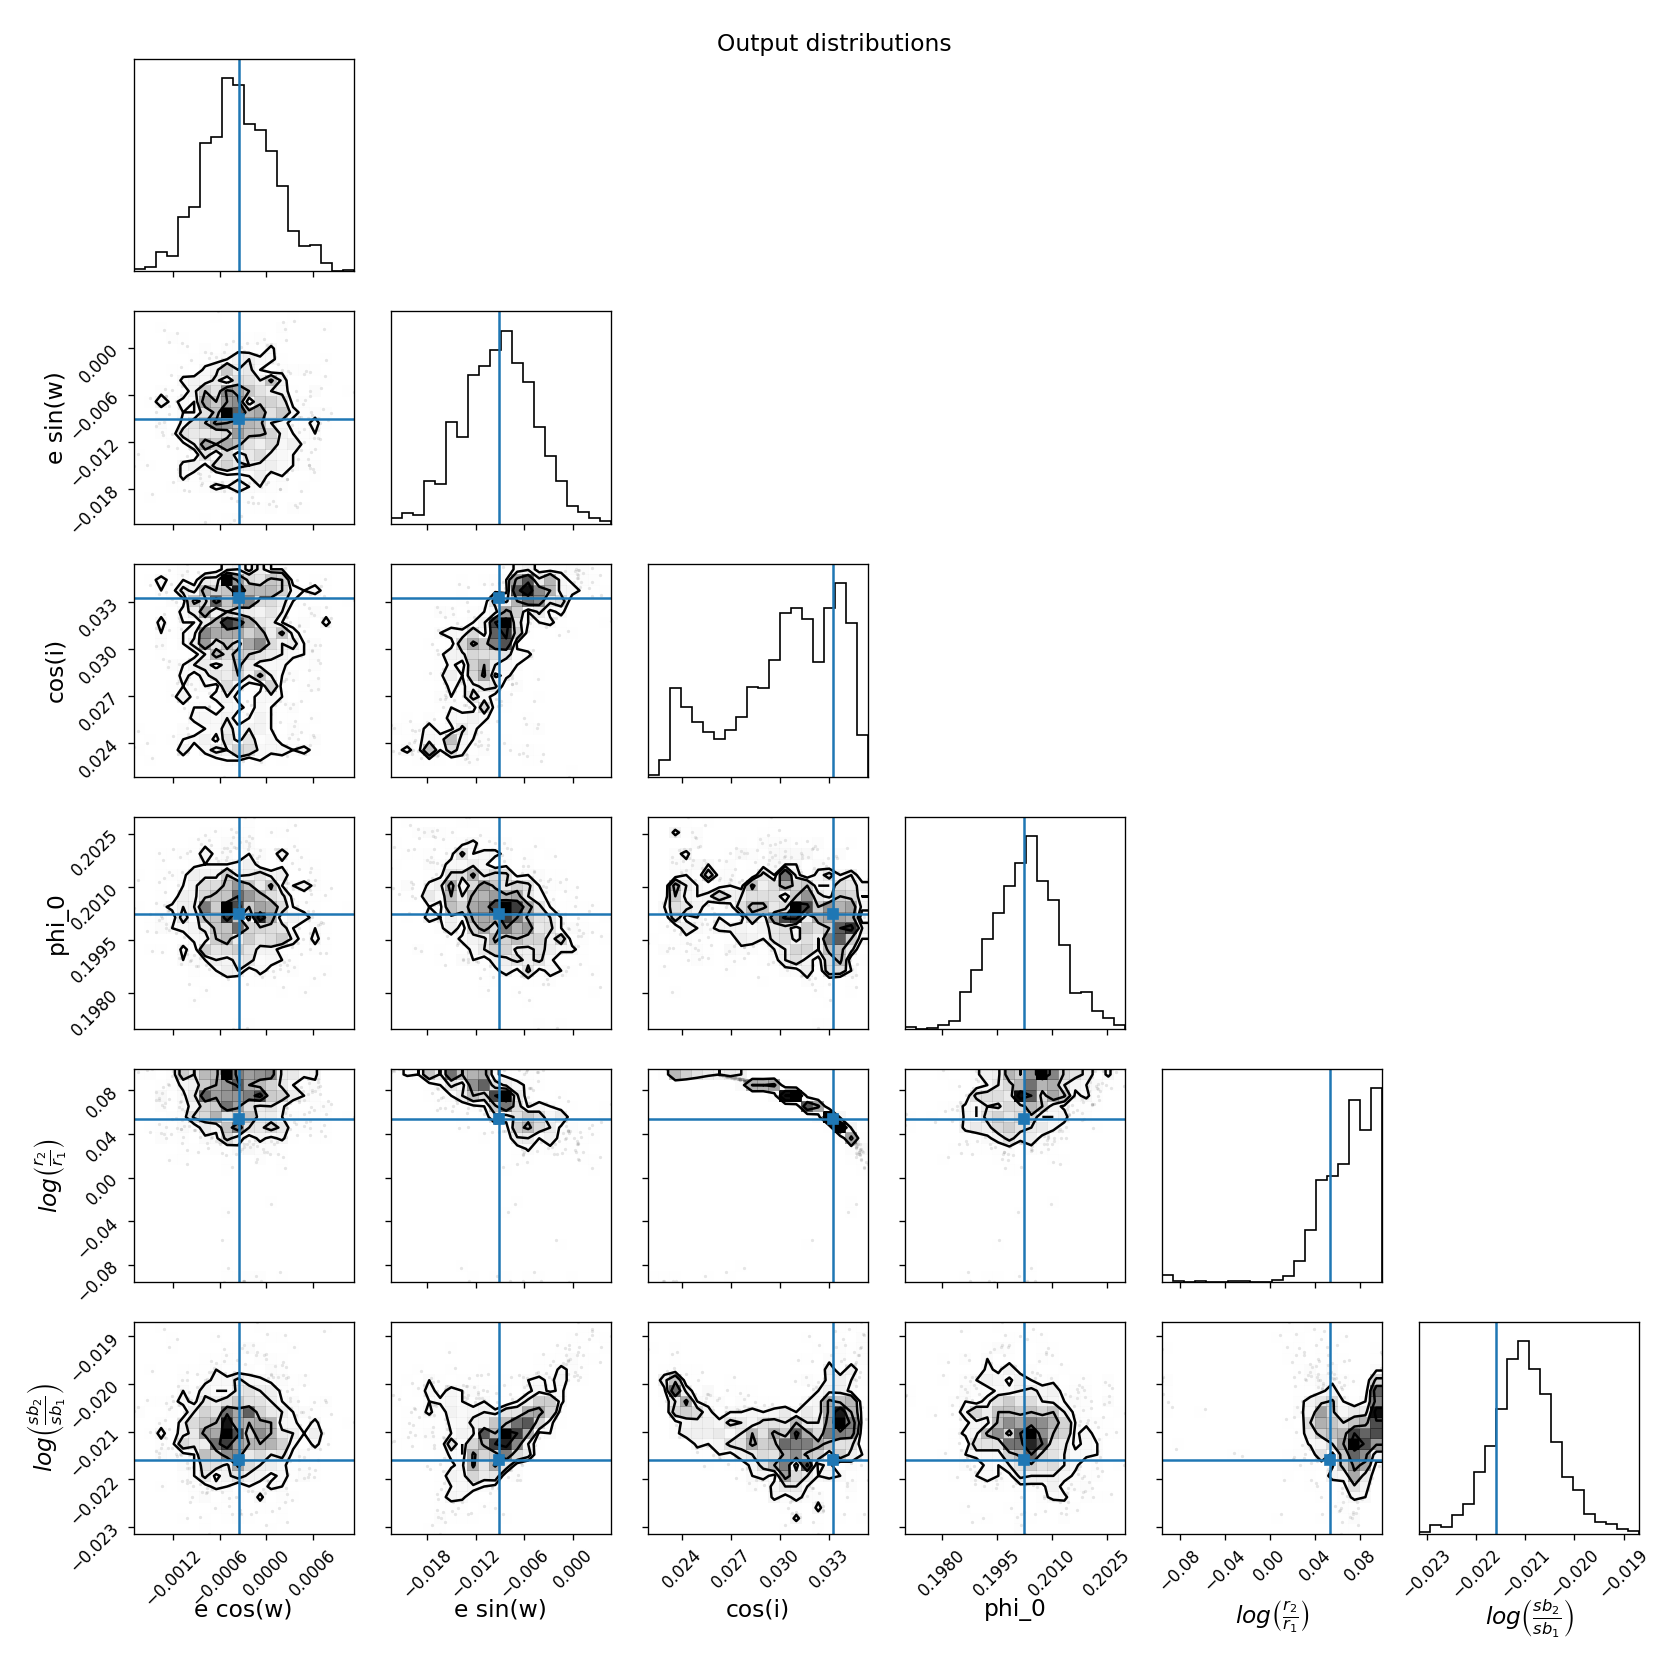 Output distributions
e sin(w)
0.000
−0.006
−0.012
−0.018
cos(i)
0.033
0.030
0.027
0.024
phi_0
0.2025
0.2010
0.1995
0.1980
log(r₂/r₁)
0.08
0.04
0.00
−0.04
−0.08
log(sb₂/sb₁)
−0.019
−0.020
−0.021
−0.022
−0.023
−0.0012 −0.0006 0.0000 0.0006
e cos(w)
−0.018 −0.012 −0.006 0.000
e sin(w)
0.024 0.027 0.030 0.033
cos(i)
0.1980 0.1995 0.2010 0.2025
phi_0
−0.08 −0.04 0.00 0.04 0.08
log(r₂/r₁)
−0.023 −0.022 −0.021 −0.020 −0.019
log(sb₂/sb₁)